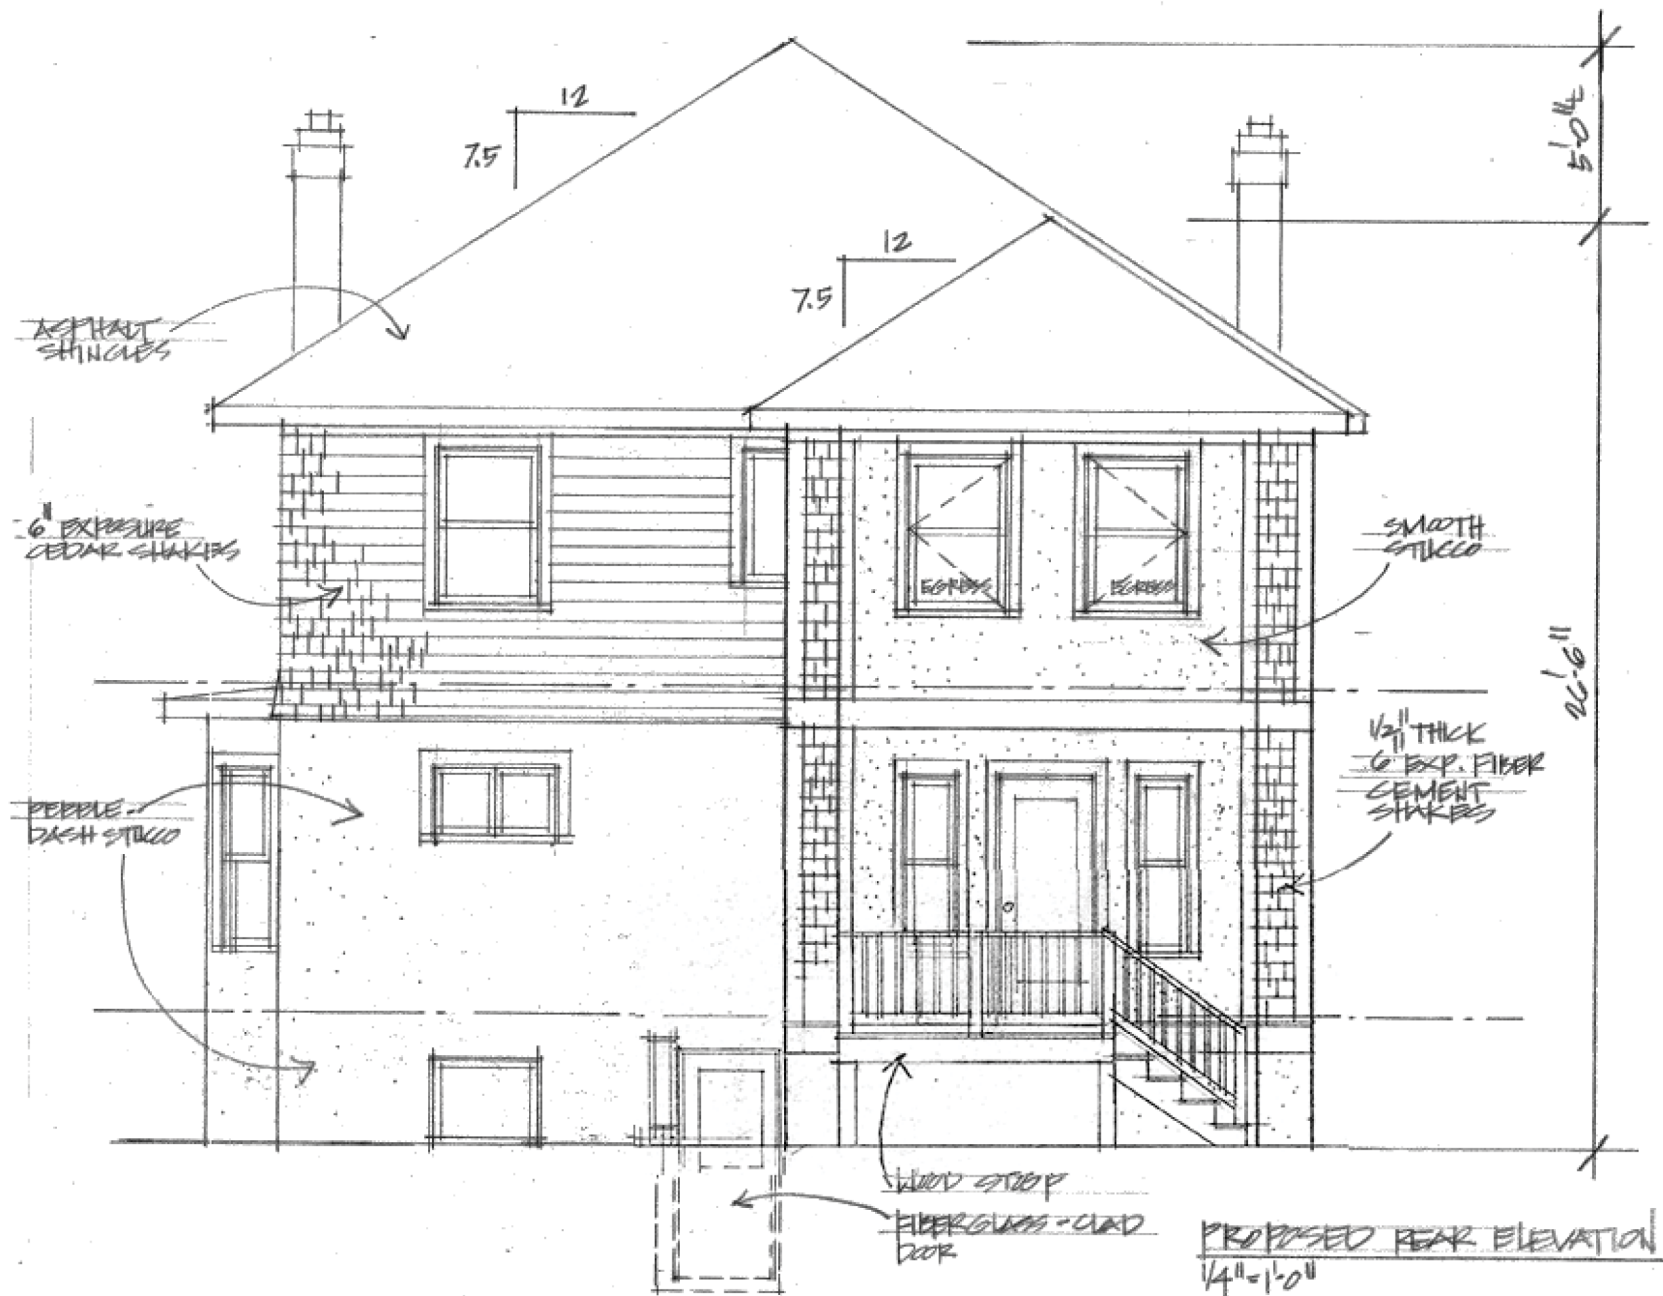 12
7.5
5'-0"±
12
7.5
ASPHALT
SHINGLES
6" EXPOSURE
CEDAR SHAKES
EGRESS
EGRESS
SMOOTH
STUCCO
26'-6"
1/2" THICK
6" EXP. FIBER
CEMENT
SHAKES
PEBBLE-
DASH STUCCO
WOOD STOOP
FIBERGLASS-CLAD
DOOR
PROPOSED REAR ELEVATION
1/4"=1'-0"